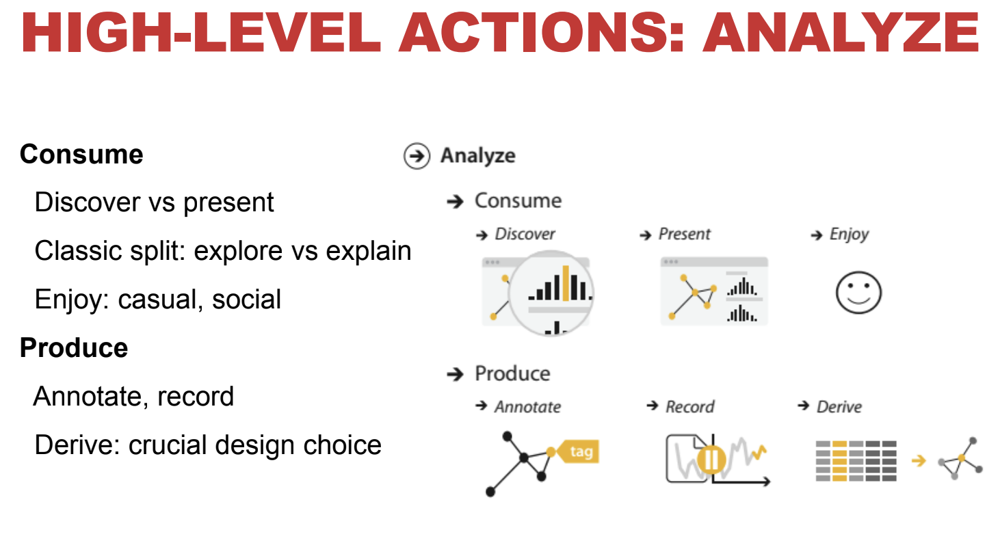 HIGH-LEVEL ACTIONS: ANALYZE
Consume
Discover vs present
Classic split: explore vs explain
Enjoy: casual, social
Produce
Annotate, record
Derive: crucial design choice
Analyze
Consume
Discover
Present
Enjoy
Produce
Annotate
Record
Derive
tag